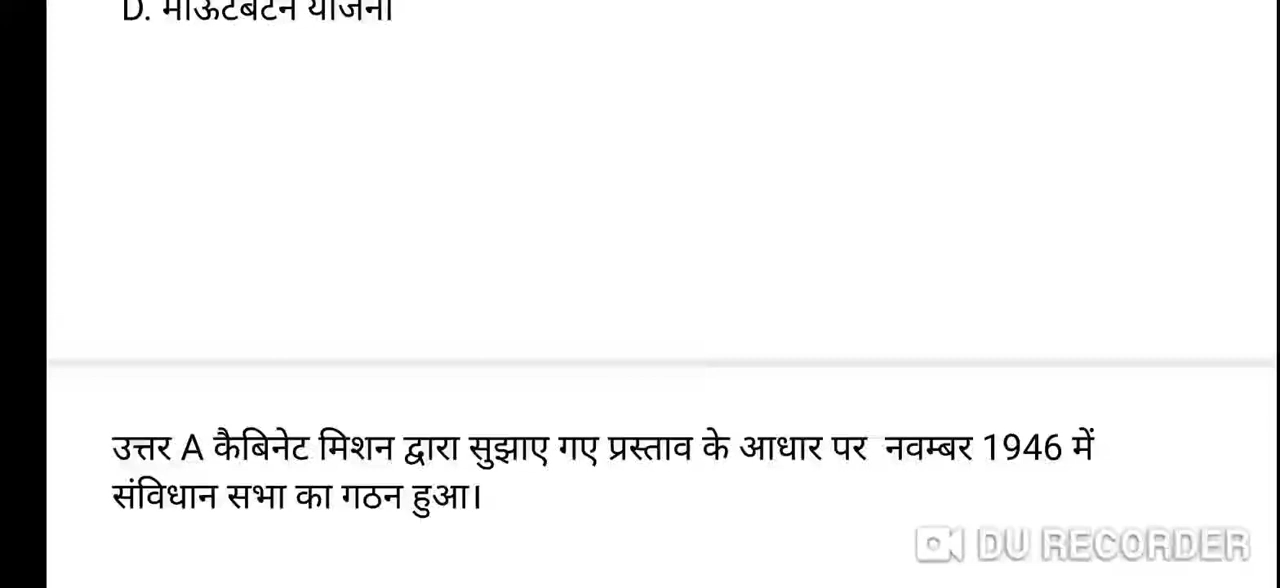 D. माऊंटबेटन योजना
उत्तर A कैबिनेट मिशन द्वारा सुझाए गए प्रस्ताव के आधार पर नवम्बर 1946 में
संविधान सभा का गठन हुआ।
DU RECORDER